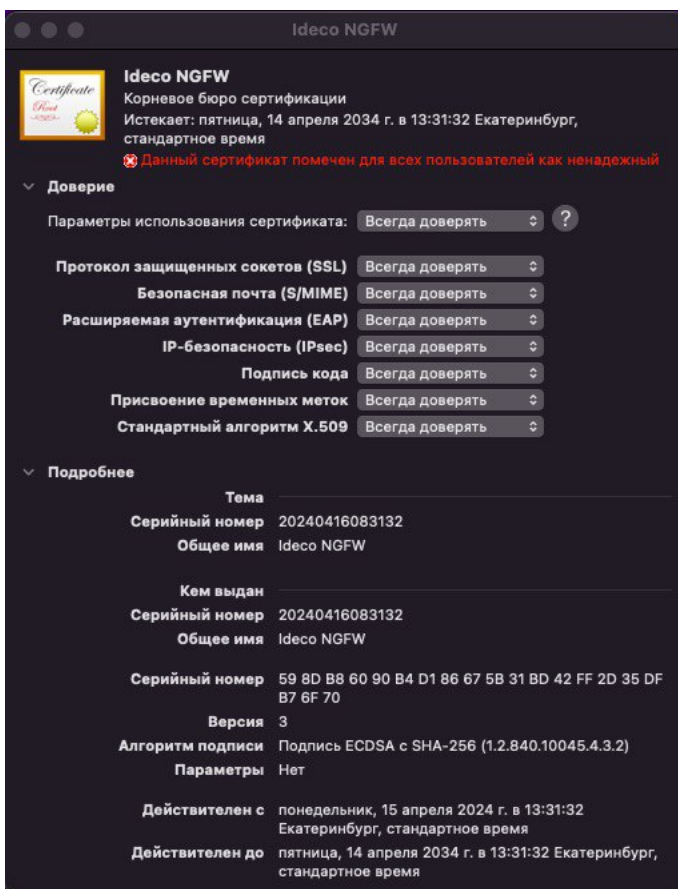 Ideco NGFW
Certificate
Root
Ideco NGFW
Корневое бюро сертификации
Истекает: пятница, 14 апреля 2034 г. в 13:31:32 Екатеринбург,
стандартное время
Данный сертификат помечен для всех пользователей как ненадежный
Доверие
Параметры использования сертификата: Всегда доверять ?
Протокол защищенных сокетов (SSL) Всегда доверять
Безопасная почта (S/MIME) Всегда доверять
Расширяемая аутентификация (EAP) Всегда доверять
IP-безопасность (IPsec) Всегда доверять
Подпись кода Всегда доверять
Присвоение временных меток Всегда доверять
Стандартный алгоритм X.509 Всегда доверять
Подробнее
Тема
Серийный номер 20240416083132
Общее имя Ideco NGFW
Кем выдан
Серийный номер 20240416083132
Общее имя Ideco NGFW
Серийный номер 59 8D B8 60 90 B4 D1 86 67 5B 31 BD 42 FF 2D 35 DF
B7 6F 70
Версия 3
Алгоритм подписи Подпись ECDSA с SHA-256 (1.2.840.10045.4.3.2)
Параметры Нет
Действителен с понедельник, 15 апреля 2024 г. в 13:31:32
Екатеринбург, стандартное время
Действителен до пятница, 14 апреля 2034 г. в 13:31:32 Екатеринбург,
стандартное время